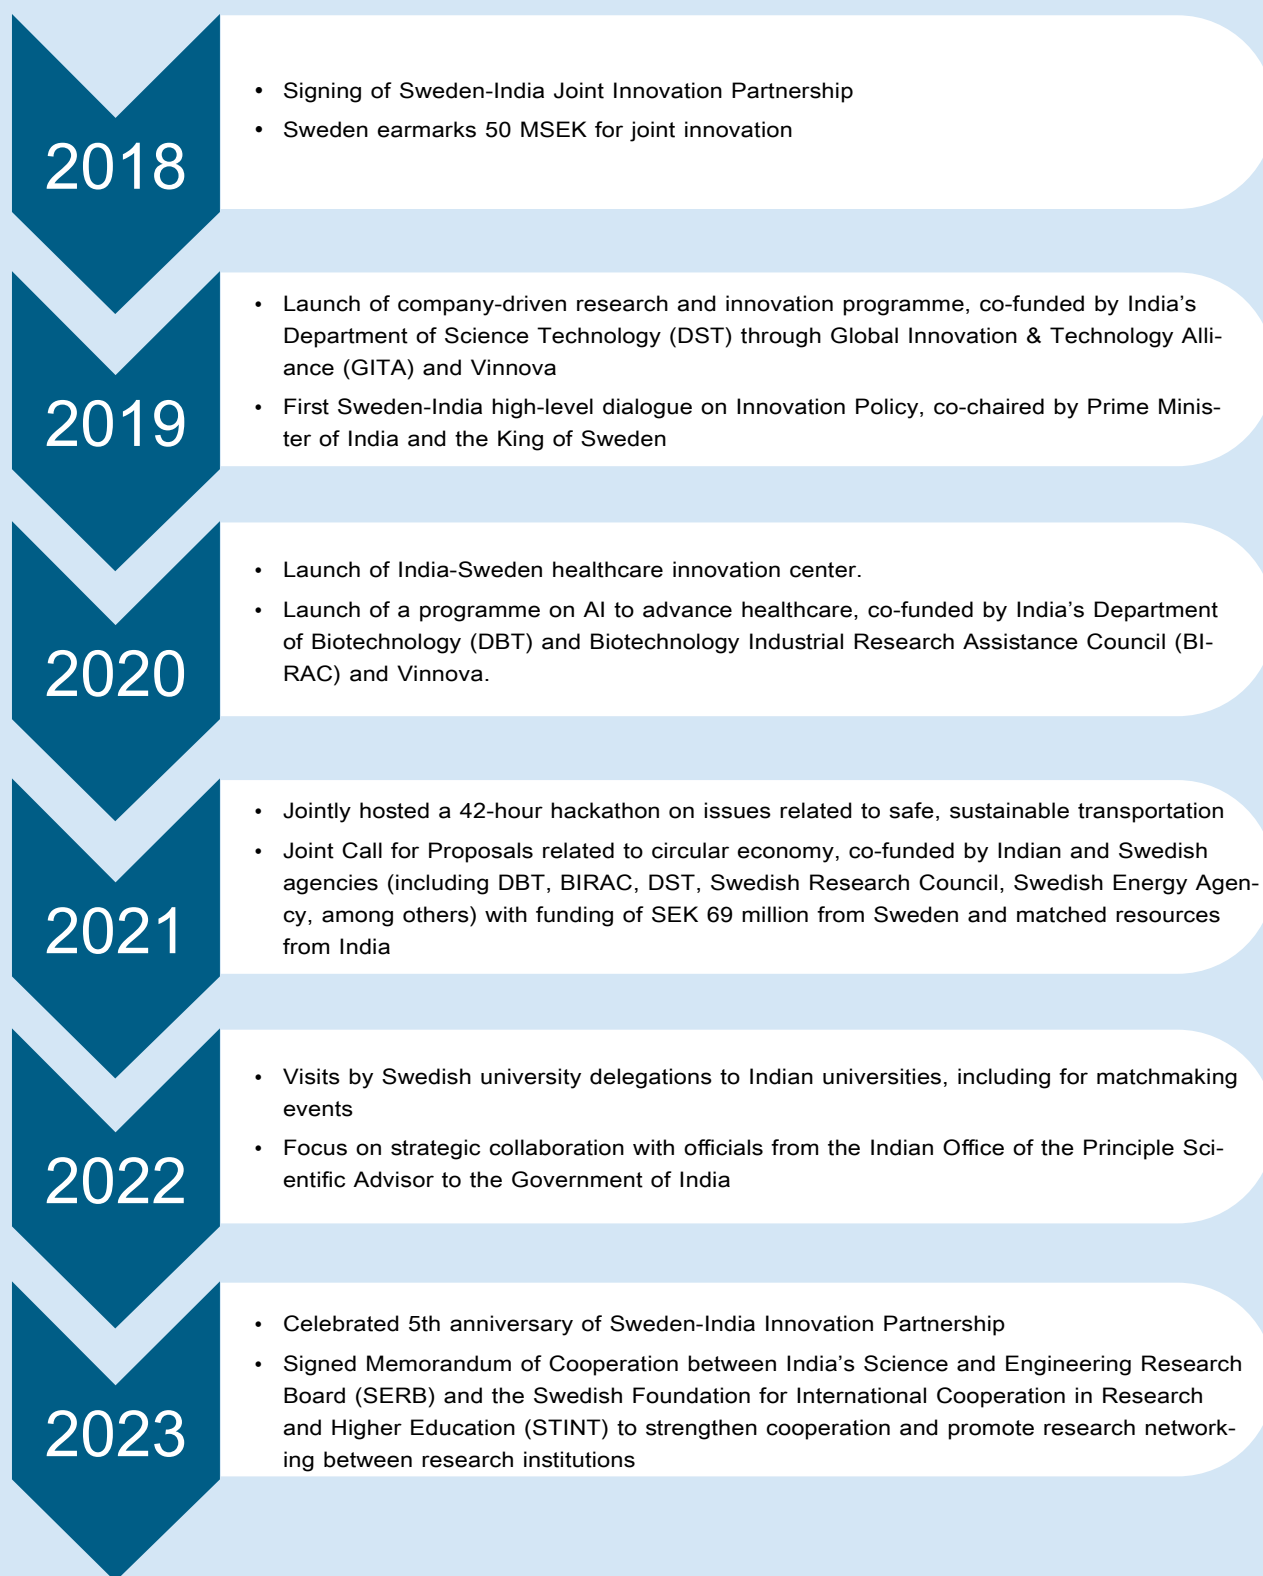 2018
• Signing of Sweden-India Joint Innovation Partnership
• Sweden earmarks 50 MSEK for joint innovation
2019
• Launch of company-driven research and innovation programme, co-funded by India’s
Department of Science Technology (DST) through Global Innovation & Technology Alli-
ance (GITA) and Vinnova
• First Sweden-India high-level dialogue on Innovation Policy, co-chaired by Prime Minis-
ter of India and the King of Sweden
2020
• Launch of India-Sweden healthcare innovation center.
• Launch of a programme on AI to advance healthcare, co-funded by India’s Department
of Biotechnology (DBT) and Biotechnology Industrial Research Assistance Council (BI-
RAC) and Vinnova.
2021
• Jointly hosted a 42-hour hackathon on issues related to safe, sustainable transportation
• Joint Call for Proposals related to circular economy, co-funded by Indian and Swedish
agencies (including DBT, BIRAC, DST, Swedish Research Council, Swedish Energy Agen-
cy, among others) with funding of SEK 69 million from Sweden and matched resources
from India
2022
• Visits by Swedish university delegations to Indian universities, including for matchmaking
events
• Focus on strategic collaboration with officials from the Indian Office of the Principle Sci-
entific Advisor to the Government of India
2023
• Celebrated 5th anniversary of Sweden-India Innovation Partnership
• Signed Memorandum of Cooperation between India’s Science and Engineering Research
Board (SERB) and the Swedish Foundation for International Cooperation in Research
and Higher Education (STINT) to strengthen cooperation and promote research network-
ing between research institutions